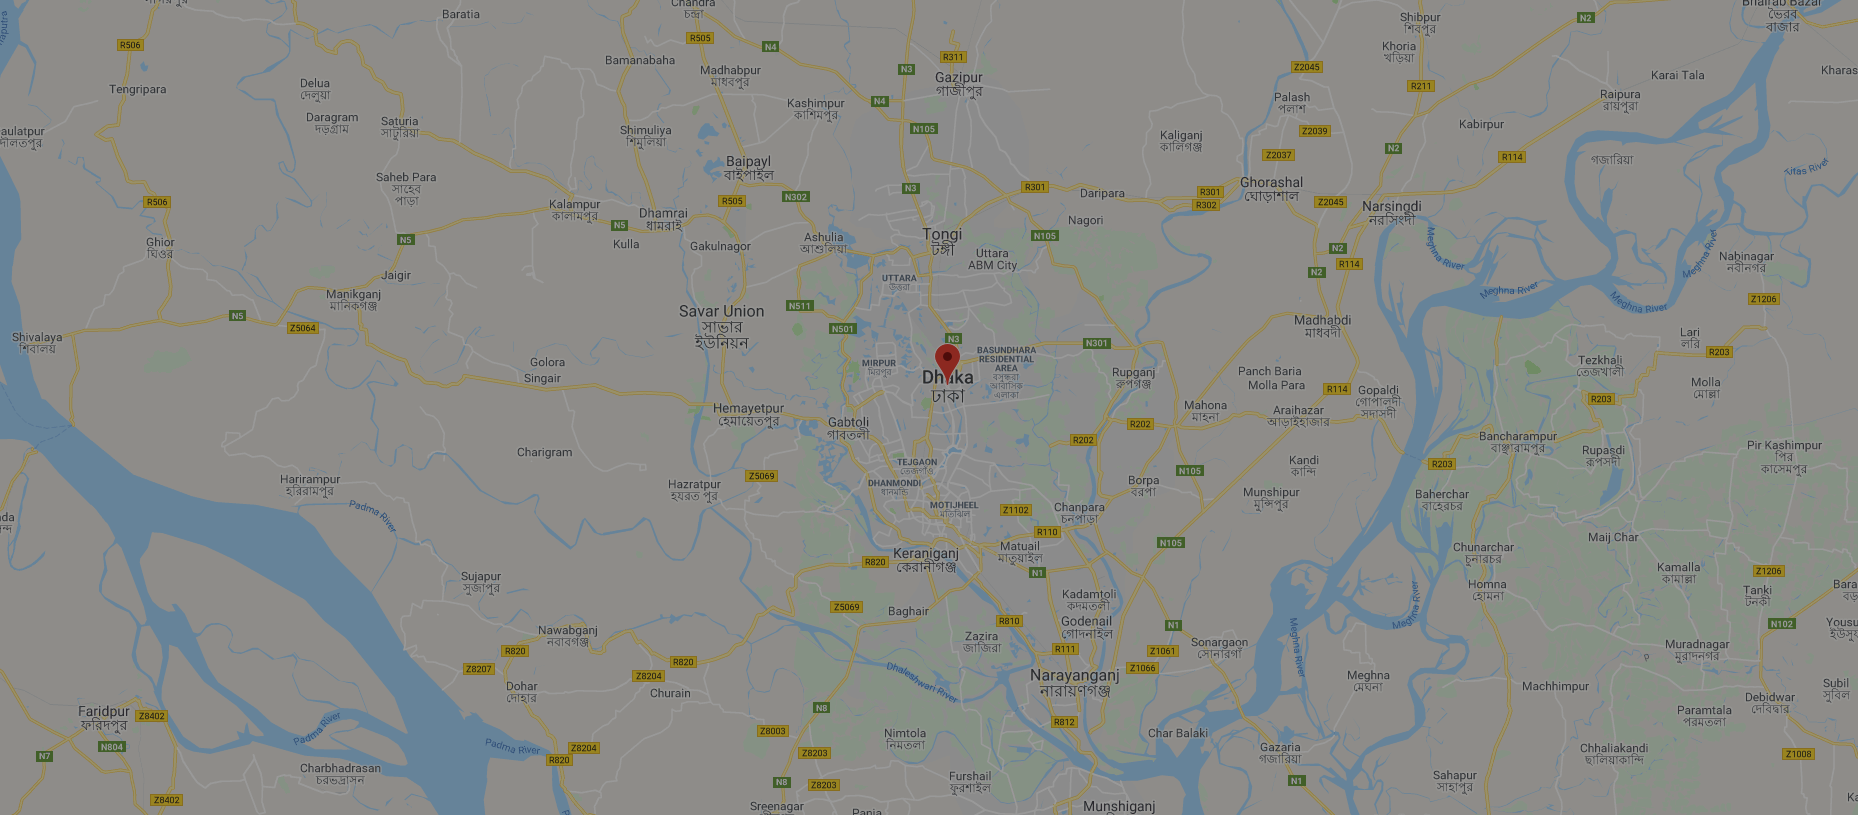 Baratia
Chandra
চন্দ্রা
Shibpur
শিবপুর
N2
Bhairab Bazar
ভৈরব
বাজার
R506
R505
N4
Khoria
খড়িয়া
Bamanabaha
R311
N3
Z2045
Madhabpur
মাধবপুর
Gazipur
গাজীপুর
Karai Tala
Delua
দেলুয়া
Tengripara
R211
Raipura
রায়পুরা
Palash
পলাশ
Kashimpur
কাশিমপুর
N4
Daragram
দড়গ্রাম
Saturia
সাটুরিয়া
Shimuliya
শিমুলিয়া
N105
Z2039
Kabirpur
Kaliganj
কালিগঞ্জ
N2
Z2037
R114
গজারিয়া
Baipayl
বাইপাইল
Saheb Para
সাহেব
পাড়া
N3
R301
Daripara
R301
R302
Ghorashal
ঘোড়াশাল
Z2045
R506
R505
N302
Kalampur
কালামপুর
N5
Dhamrai
ধামরাই
Narsingdi
নরসিংদী
Nagori
N5
Kulla
Gakulnagor
Ashulia
আশুলিয়া
Tongi
টঙ্গী
N105
Ghior
ঘিওর
Uttara
ABM City
N2
R114
N2
Meghna River
Meghna River
Nabinagar
নবীনগর
Jaigir
UTTARA
উত্তরা
Manikganj
মানিকগঞ্জ
Meghna River
Meghna River
Z1206
N5
Z5064
Savar Union
সাভার
ইউনিয়ন
N511
N501
Madhabdi
মাধবদী
Shivalaya
শিবালয়
N3
N301
Lari
লরি
R203
Golora
Singair
MIRPUR
মিরপুর
BASUNDHARA
RESIDENTIAL
AREA
বসুন্ধরা
আবাসিক
এলাকা
Dhaka
ঢাকা
Rupganj
রুপগঞ্জ
Panch Baria
Molla Para
R114
Gopaldi
গোপালদী
সদাসদী
Tezkhali
তেজখালী
Molla
মোল্লা
R203
Hemayetpur
হেমায়েতপুর
Gabtoli
গাবতলী
R202
R202
Mahona
মাহনা
Araihazar
আড়াইহাজার
Bancharampur
বাঞ্ছারামপুর
Rupasdi
রূপসদী
Pir Kashimpur
পির
কাসেমপুর
Charigram
TEJGAON
তেজগাঁও
N105
Kandi
কান্দি
R203
Harirampur
হরিরামপুর
Hazratpur
হযরত পুর
Z5069
DHANMONDI
ধানমন্ডি
Borpa
বরপা
Munshipur
মুন্সিপুর
Baherchar
বাহেরচর
Padma River
MOTIJHEEL
মতিঝিল
Z1102
Chanpara
চনপাড়া
R110
N105
Maij Char
Keraniganj
কেরানীগঞ্জ
R820
Matuail
মাতুয়াইল
N1
Chunarchar
চুনারচর
Kamalla
কামাল্লা
Z1206
Sujapur
সুজাপুর
Homna
হোমনা
Tanki
টনকী
Z5069
Baghair
Kadamtoli
কদমতলী
Godenail
গোদনাইল
R810
N1
Meghna River
N102
Nawabganj
নবাবগঞ্জ
R820
R820
Zazira
জাজিরা
R111
Z1061
Z1066
Sonargaon
সোনারগাঁ
Meghna River
Muradnagar
মুরাদনগর
Z8207
Z8204
Dhaleshwari River
Narayanganj
নারায়ণগঞ্জ
Meghna
মেঘনা
Machhimpur
Subil
সুবিল
Dohar
দোহার
Churain
N8
R812
Debidwar
দেবিদ্বার
Paramtala
পরমতলা
Faridpur
ফরিদপুর
Z8402
Padma River
Padma River
Z8003
Nimtola
নিমতলা
Char Balaki
Gazaria
গজারিয়া
N7
N804
Z8204
R820
Z8203
Chhaliakandi
ছালিয়াকান্দি
Z1008
Charbhadrasan
চরভদ্রাসন
N8
Z8203
Furshail
ফুরশাইল
N1
Sahapur
সাহাপুর
Z8402
Sreenagar
Munshiganj